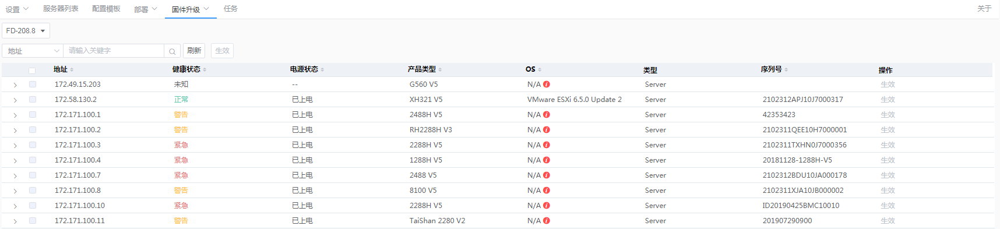 设置 服务器列表 配置模板 部署 固件升级 任务 关于
FD-208.8
地址 请输入关键字 刷新 生效
地址 健康状态 电源状态 产品类型 OS 类型 序列号 操作
172.49.15.203 未知 -- G560 V5 N/A Server 生效
172.58.130.2 正常 已上电 XH321 V5 VMware ESXi 6.5.0 Update 2 Server 2102312APJ10J7000317 生效
172.171.100.1 警告 已上电 2488H V5 N/A Server 42353423 生效
172.171.100.2 警告 已上电 RH2288H V3 N/A Server 2102311QEE10H7000001 生效
172.171.100.3 紧急 已上电 2288H V5 N/A Server 2102311TXHN0J7000356 生效
172.171.100.4 紧急 已上电 1288H V5 N/A Server 20181128-1288H-V5 生效
172.171.100.7 紧急 已上电 2488 V5 N/A Server 2102312BDU10JA000178 生效
172.171.100.8 警告 已上电 8100 V5 N/A Server 2102311XJA10JB000002 生效
172.171.100.10 紧急 已上电 2288H V5 N/A Server ID20190425BMC10010 生效
172.171.100.11 警告 已上电 TaiShan 2280 V2 N/A Server 201907290900 生效